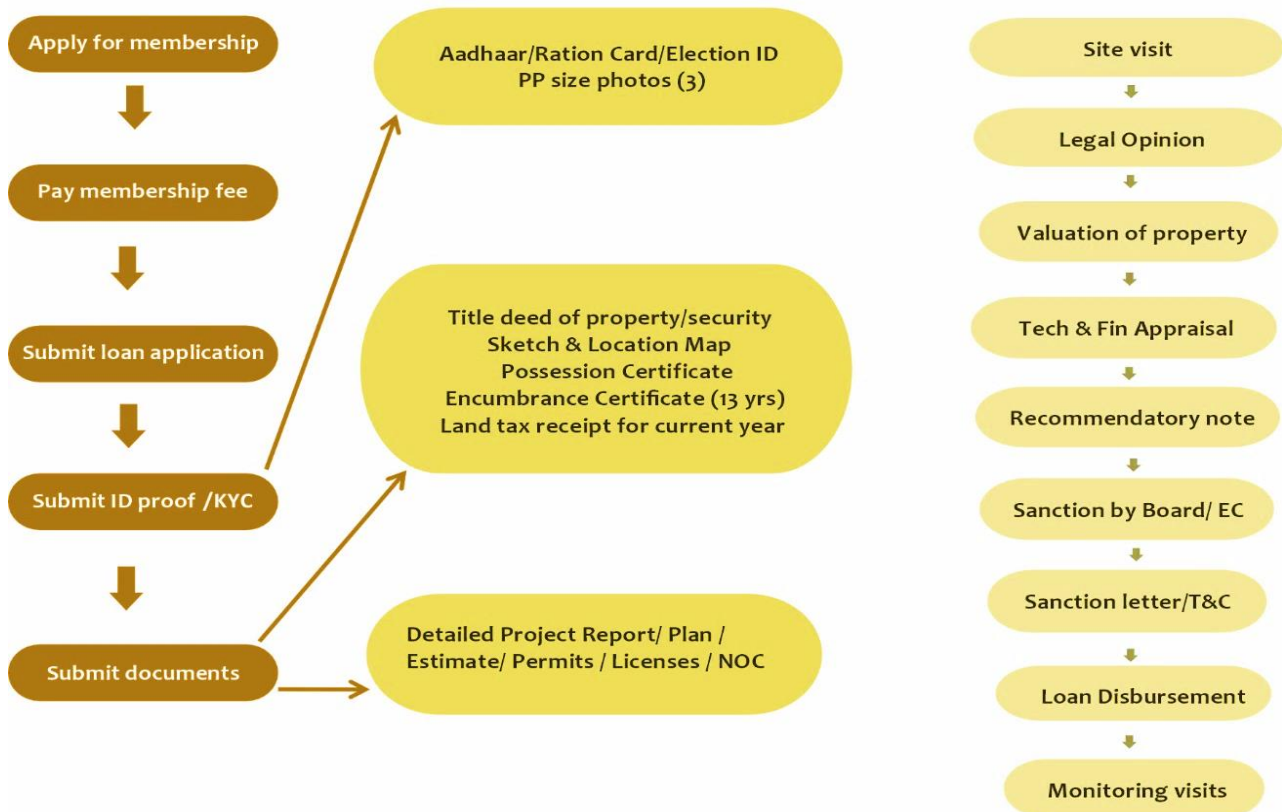 Apply for membership
Pay membership fee
Submit loan application
Submit ID proof /KYC
Submit documents
Aadhaar/Ration Card/Election ID
PP size photos (3)
Title deed of property/security
Sketch & Location Map
Possession Certificate
Encumbrance Certificate (13 yrs)
Land tax receipt for current year
Detailed Project Report/ Plan /
Estimate/ Permits / Licenses / NOC
Site visit
Legal Opinion
Valuation of property
Tech & Fin Appraisal
Recommendatory note
Sanction by Board/ EC
Sanction letter/T&C
Loan Disbursement
Monitoring visits